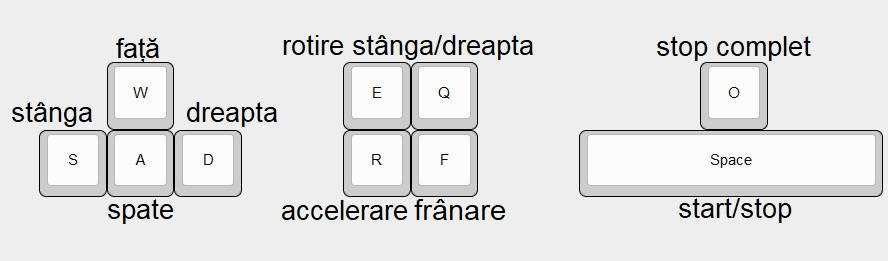 față
W
stânga
dreapta
S
A
D
spate
rotire stânga/dreapta
E
Q
R
F
accelerare frânare
stop complet
O
Space
start/stop